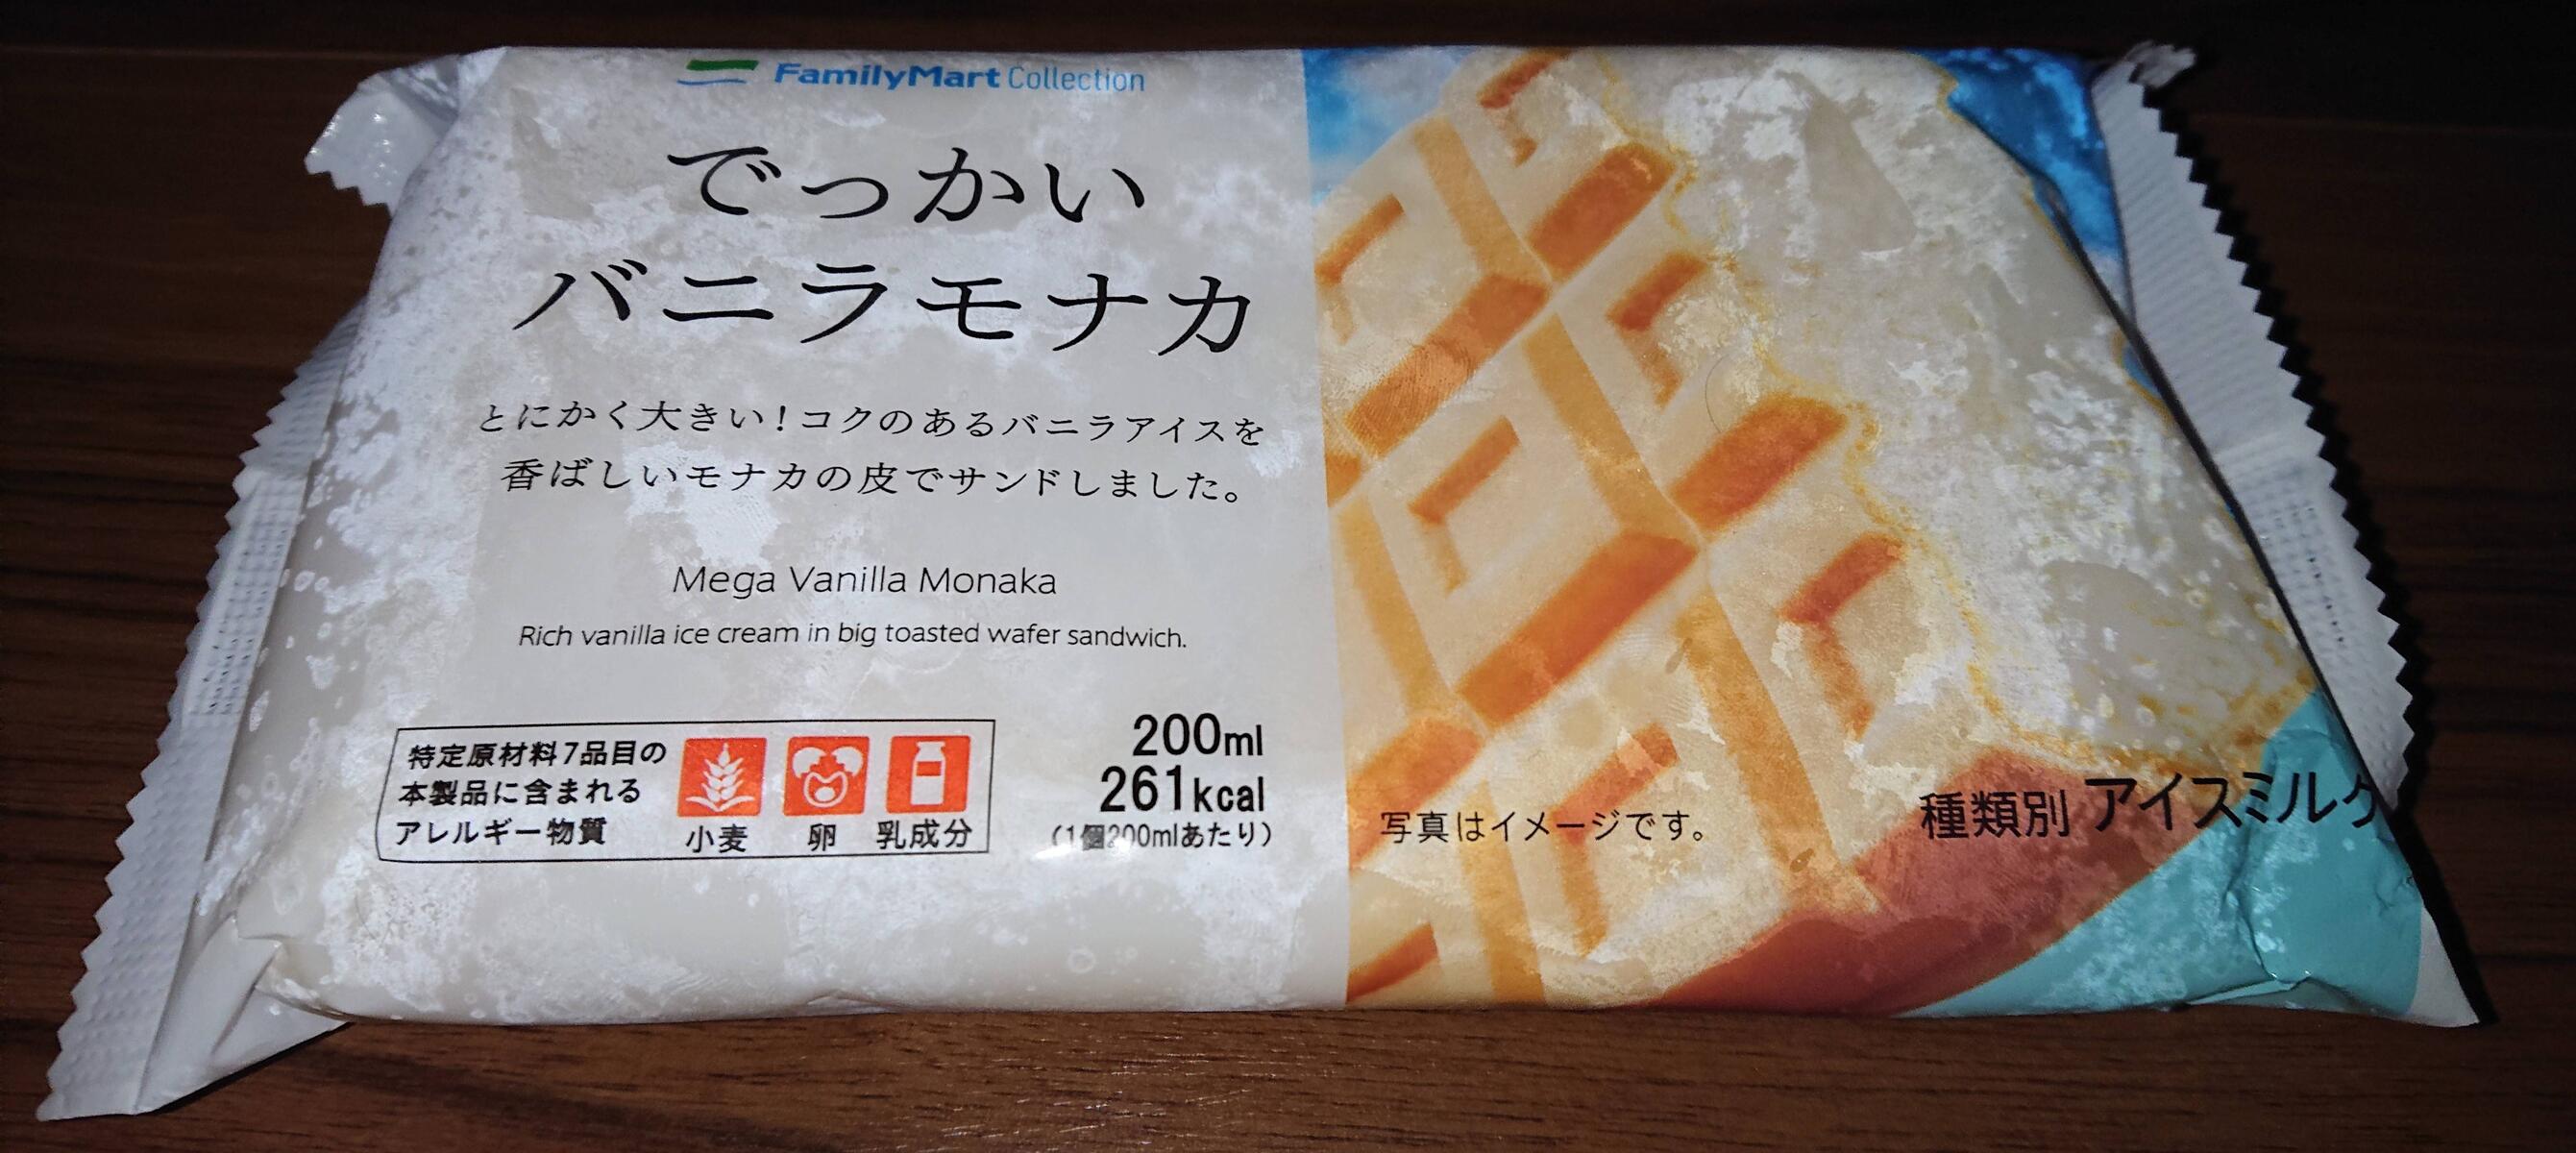 FamilyMart Collection
でっかい
バニラモナカ
とにかく大きい！コクのあるバニラアイスを
香ばしいモナカの皮でサンドしました。
Mega Vanilla Monaka
Rich vanilla ice cream in big toasted wafer sandwich.
特定原材料7品目の
本製品に含まれる
アレルギー物質
小麦 卵 乳成分
200ml
261kcal
(1個200mlあたり)
写真はイメージです。
種類別 アイスミルク